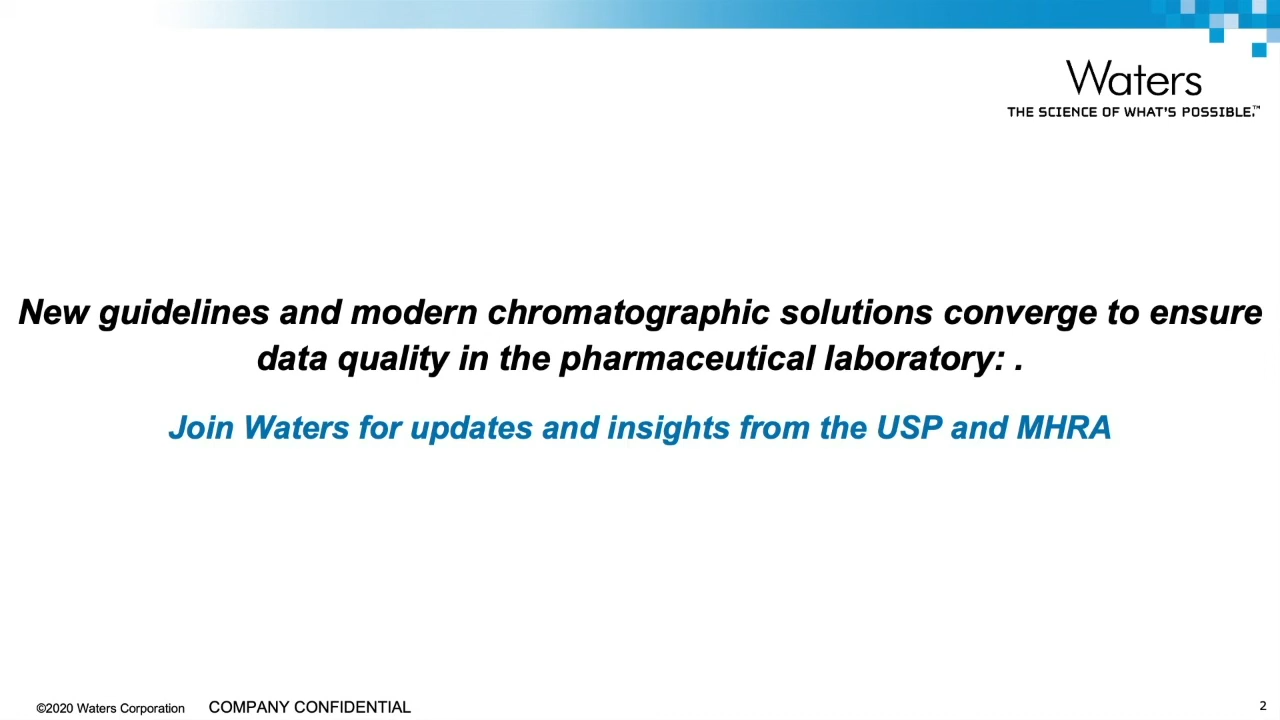 Waters
THE SCIENCE OF WHAT'S POSSIBLE.™
New guidelines and modern chromatographic solutions converge to ensure
data quality in the pharmaceutical laboratory: .
Join Waters for updates and insights from the USP and MHRA
©2020 Waters Corporation COMPANY CONFIDENTIAL
2